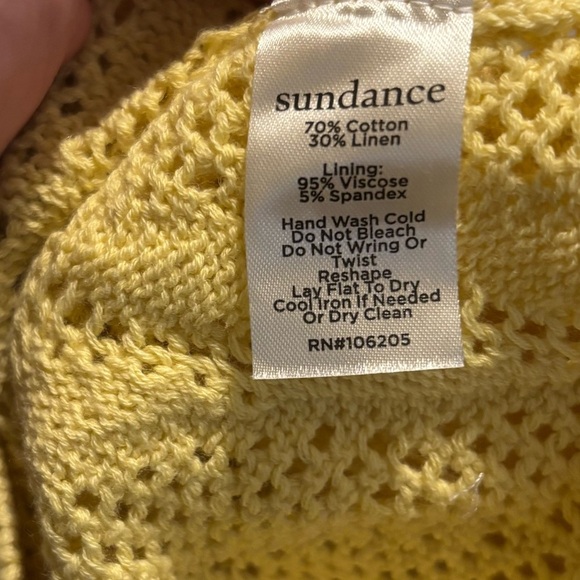 sundance
70% Cotton
30% Linen
Lining:
95% Viscose
5% Spandex
Hand Wash Cold
Do Not Bleach
Do Not Wring Or
Twist
Reshape
Lay Flat To Dry
Cool Iron If Needed
Or Dry Clean
RN#106205